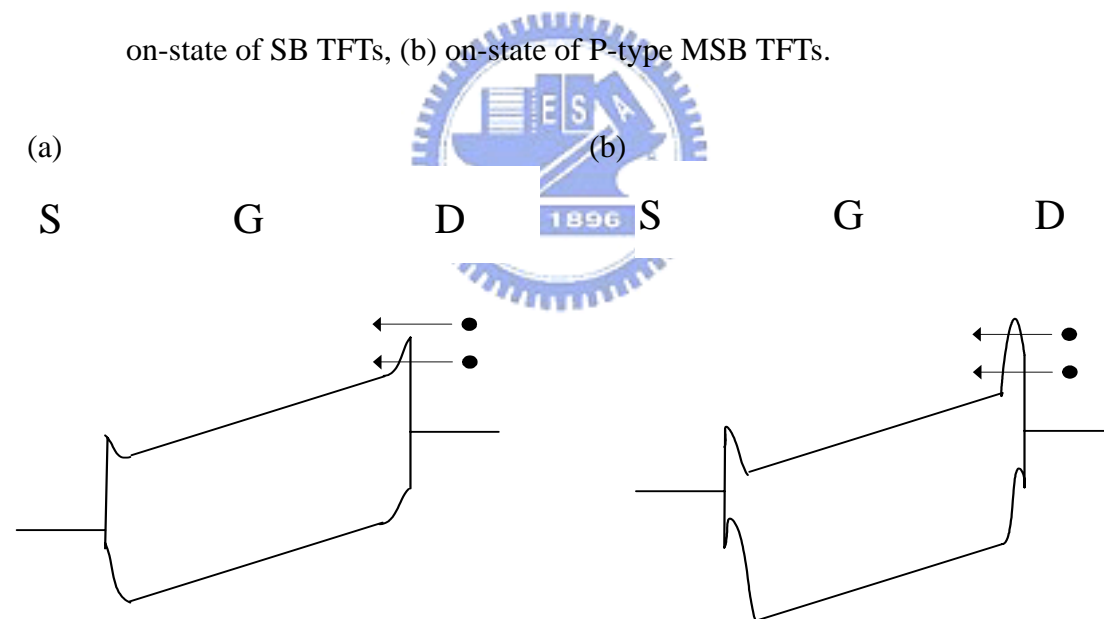 on-state of SB TFTs, (b) on-state of P-type MSB TFTs.
(a) (b)
S G D S G D
E S A
1896